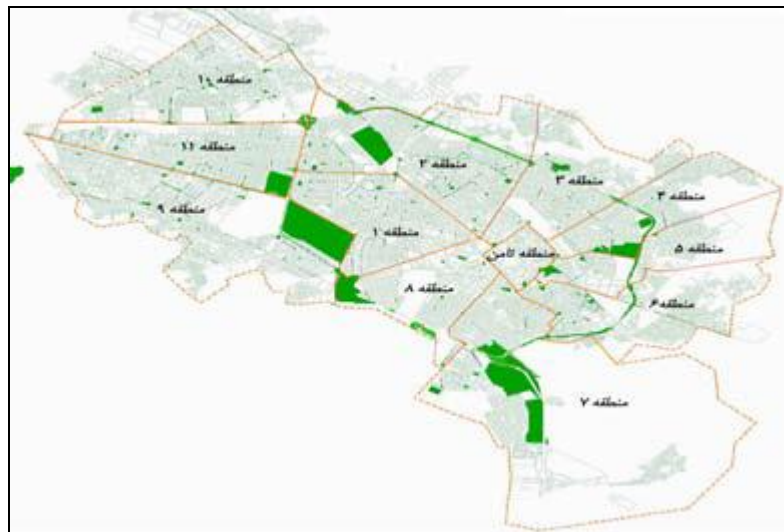 منطقه ۱۰
منطقه ۱۱
منطقه ۲
منطقه ۳
منطقه ۴
منطقه ۹
منطقه ۱
منطقه ثامن
منطقه ۵
منطقه ۸
منطقه ۶
منطقه ۷